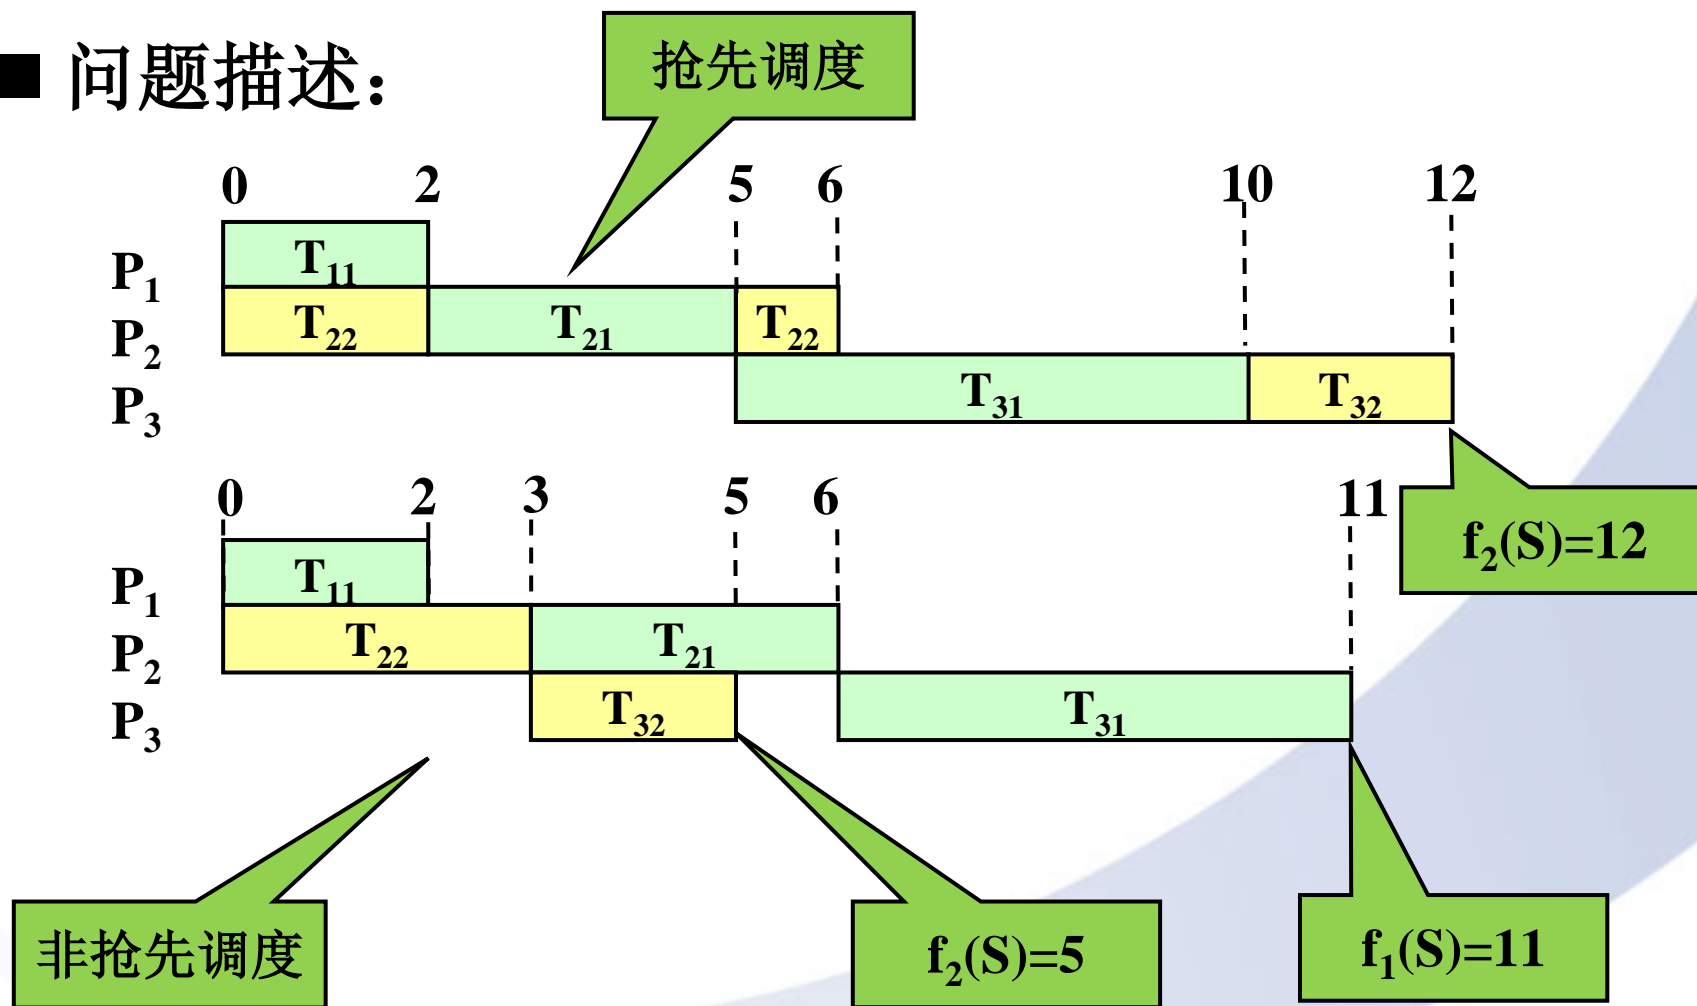 ■ 问题描述：
抢先调度
0 2 5 6 10 12
P₁ T₁₁
P₂ T₂₂ T₂₁ T₂₂
P₃ T₃₁ T₃₂
0 2 3 5 6 11
f₂(S)=12
P₁ T₁₁
P₂ T₂₂ T₂₁
P₃ T₃₂ T₃₁
非抢先调度
f₂(S)=5
f₁(S)=11